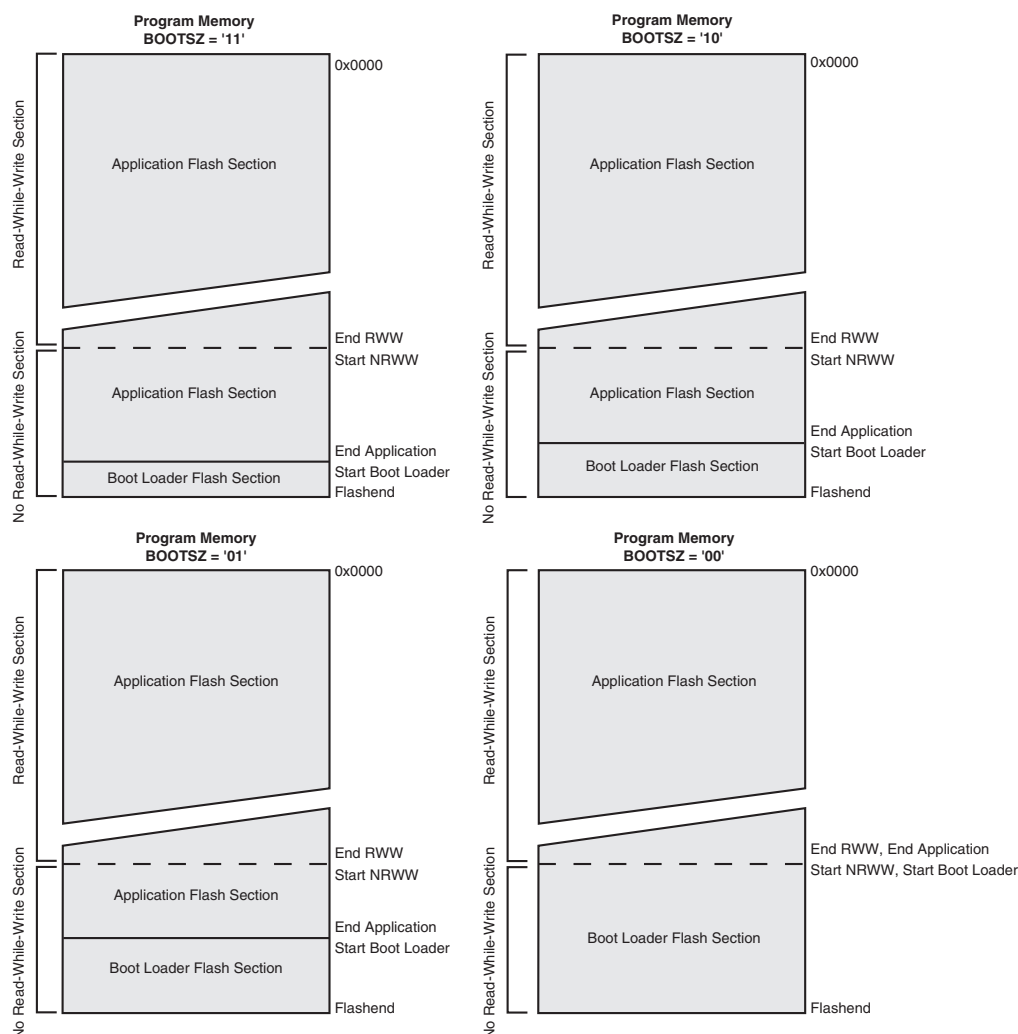 Program Memory
BOOTSZ = '11'
0x0000
Read-While-Write Section
Application Flash Section
End RWW
Start NRWW
No Read-While-Write Section
Application Flash Section
End Application
Start Boot Loader
Boot Loader Flash Section
Flashend
Program Memory
BOOTSZ = '10'
0x0000
Read-While-Write Section
Application Flash Section
End RWW
Start NRWW
No Read-While-Write Section
Application Flash Section
End Application
Start Boot Loader
Boot Loader Flash Section
Flashend
Program Memory
BOOTSZ = '01'
0x0000
Read-While-Write Section
Application Flash Section
End RWW
Start NRWW
No Read-While-Write Section
Application Flash Section
End Application
Start Boot Loader
Boot Loader Flash Section
Flashend
Program Memory
BOOTSZ = '00'
0x0000
Read-While-Write Section
Application Flash Section
End RWW, End Application
Start NRWW, Start Boot Loader
No Read-While-Write Section
Boot Loader Flash Section
Flashend